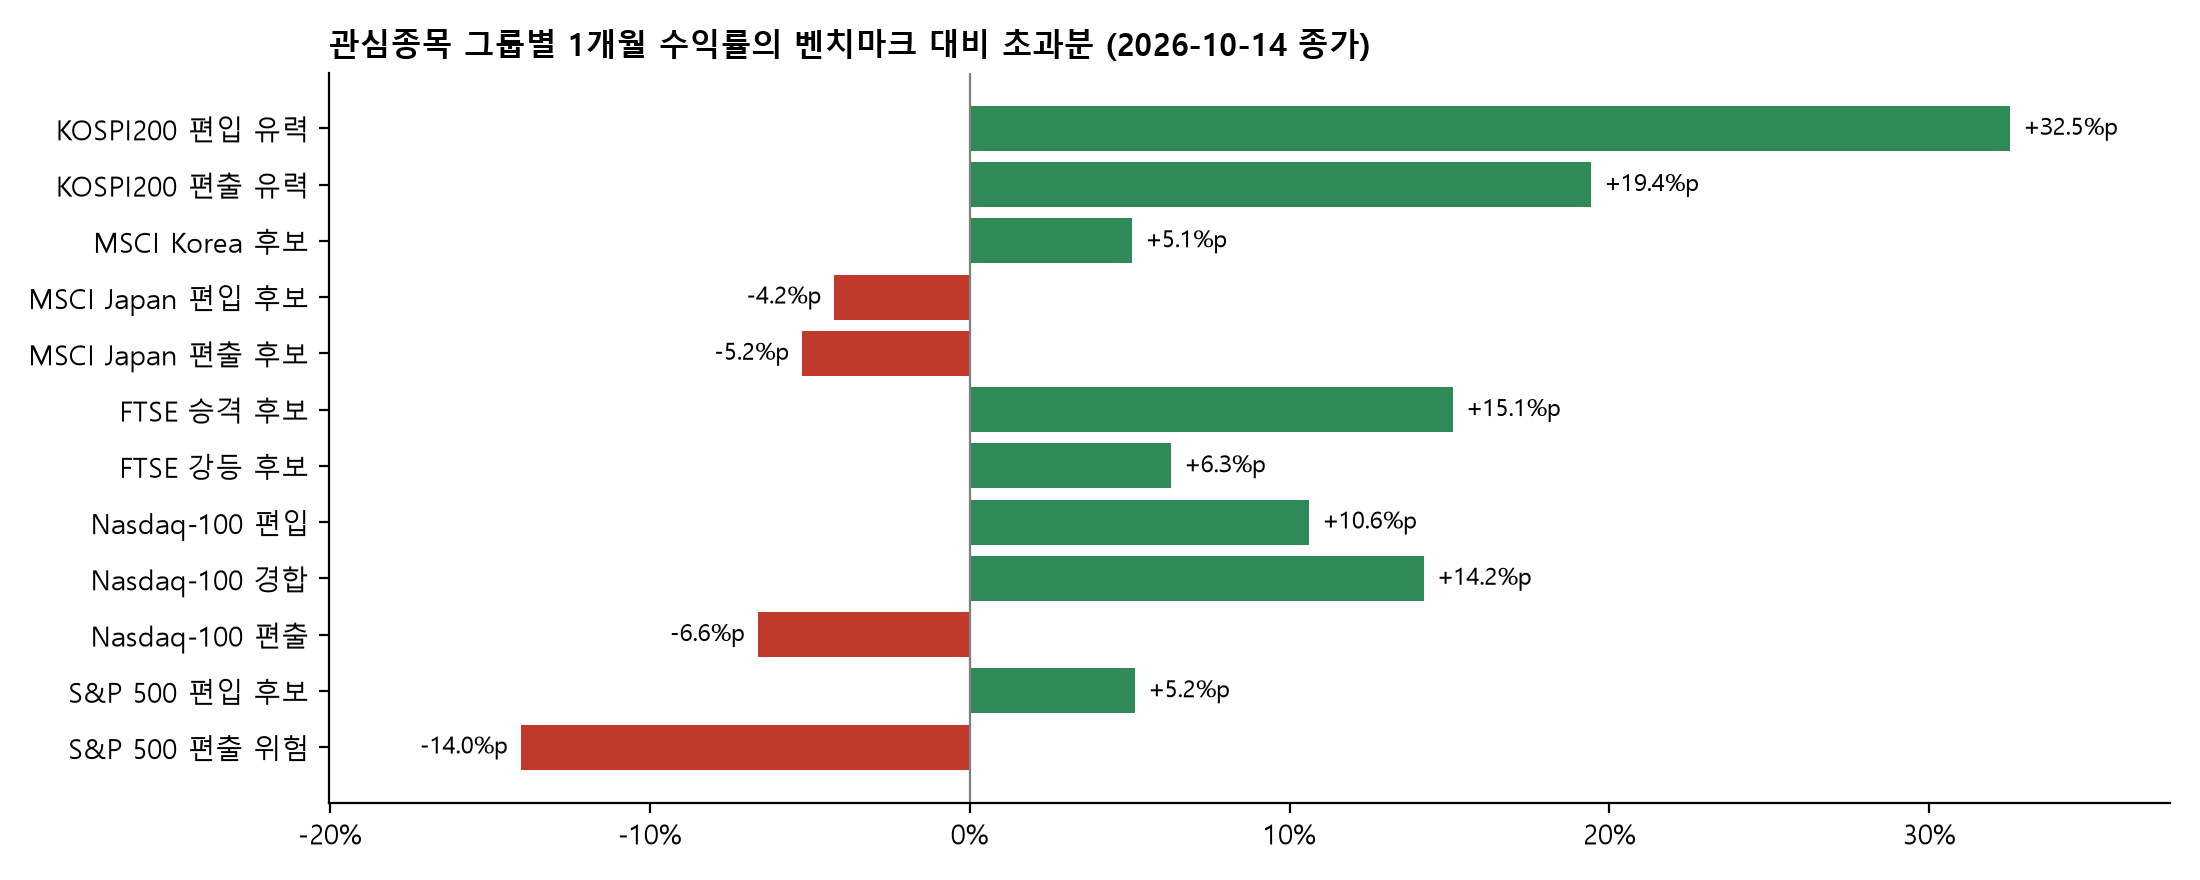 관심종목 그룹별 1개월 수익률의 벤치마크 대비 초과분 (2026-10-14 종가)
KOSPI200 편입 유력 +32.5%p
KOSPI200 편출 유력 +19.4%p
MSCI Korea 후보 +5.1%p
MSCI Japan 편입 후보 -4.2%p
MSCI Japan 편출 후보 -5.2%p
FTSE 승격 후보 +15.1%p
FTSE 강등 후보 +6.3%p
Nasdaq-100 편입 +10.6%p
Nasdaq-100 경합 +14.2%p
Nasdaq-100 편출 -6.6%p
S&P 500 편입 후보 +5.2%p
S&P 500 편출 위험 -14.0%p
-20% -10% 0% 10% 20% 30%